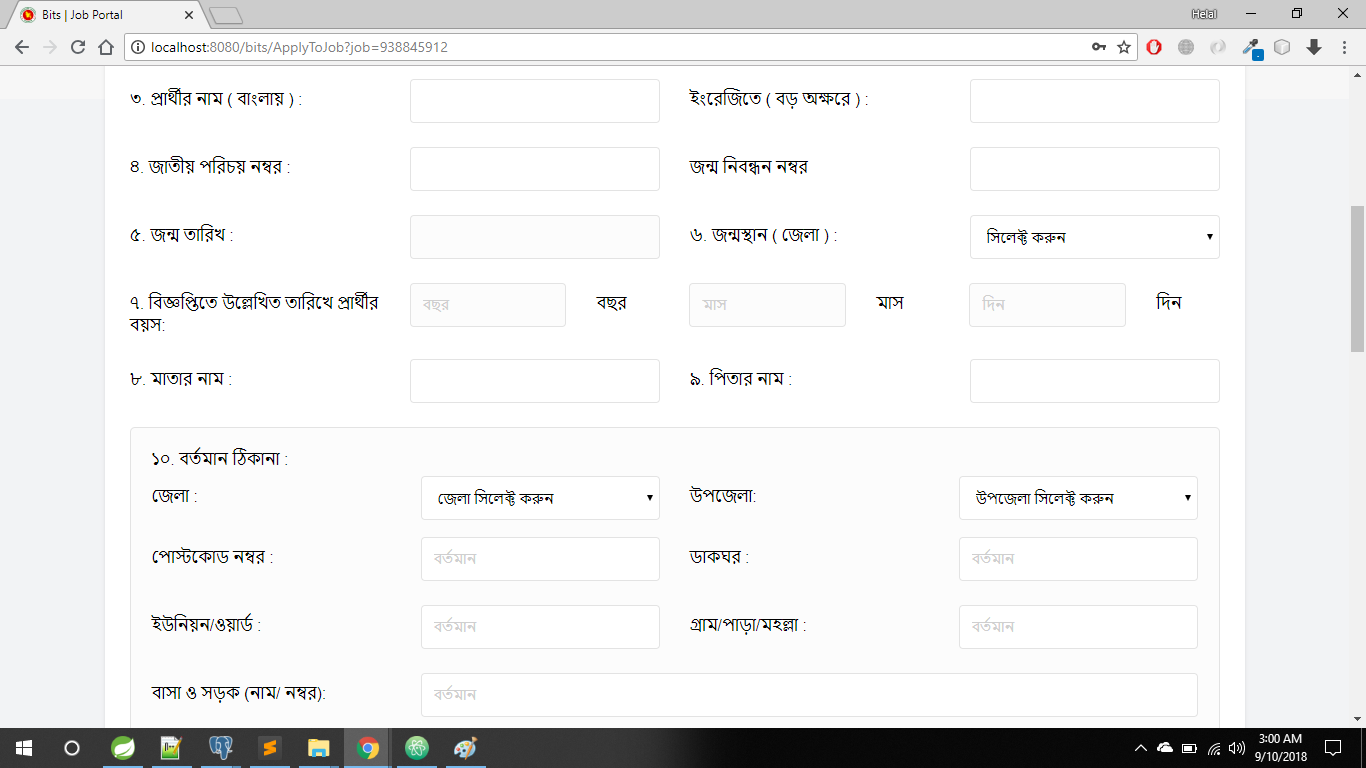 Bits | Job Portal
Helal
localhost:8080/bits/ApplyToJob?job=938845912
৩. প্রার্থীর নাম ( বাংলায় ) :
ইংরেজিতে ( বড় অক্ষরে ) :
৪. জাতীয় পরিচয় নম্বর :
জন্ম নিবন্ধন নম্বর
৫. জন্ম তারিখ :
৬. জন্মস্থান ( জেলা ) :
সিলেক্ট করুন
৭. বিজ্ঞপ্তিতে উল্লেখিত তারিখে প্রার্থীর
বয়স:
বছর
বছর
মাস
মাস
দিন
দিন
৮. মাতার নাম :
৯. পিতার নাম :
১০. বর্তমান ঠিকানা :
জেলা :
জেলা সিলেক্ট করুন
উপজেলা:
উপজেলা সিলেক্ট করুন
পোস্টকোড নম্বর :
বর্তমান
ডাকঘর :
বর্তমান
ইউনিয়ন/ওয়ার্ড :
বর্তমান
গ্রাম/পাড়া/মহল্লা :
বর্তমান
বাসা ও সড়ক (নাম/ নম্বর):
বর্তমান
3:00 AM
9/10/2018